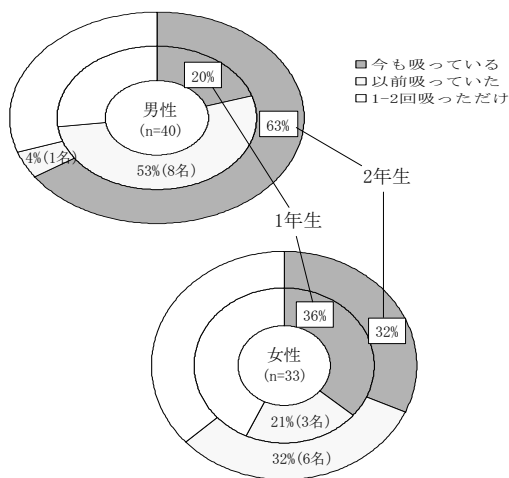 今も吸っている
以前吸っていた
1-2回吸っただけ
20%
男性
(n=40)
63%
4%(1名)
53%(8名)
2年生
1年生
36%
32%
女性
(n=33)
21%(3名)
32%(6名)